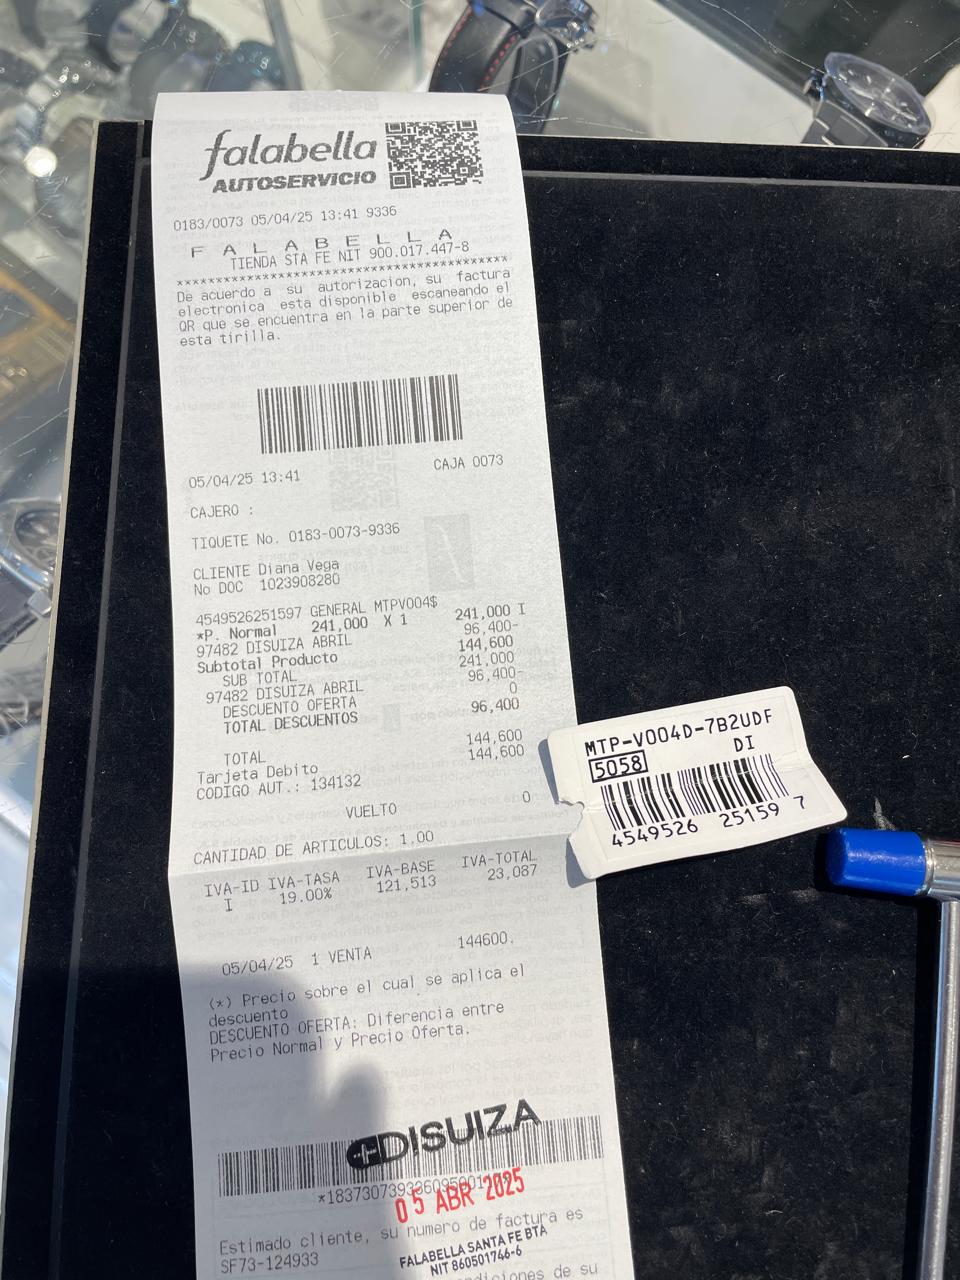 falabella
AUTOSERVICIO
0183/0073 05/04/25 13:41 9336
F A L A B E L L A
TIENDA STA FE NIT 900.017.447-8
**************************************************
De acuerdo a su autorizacion, su factura
electronica esta disponible escaneando el
QR que se encuentra en la parte superior de
esta tirilla.
05/04/25 13:41 CAJA 0073
CAJERO :
TIQUETE No. 0183-0073-9336
CLIENTE Diana Vega
No DOC 1023908280
4549526251597 GENERAL MTPV004$ 241,000 I
*P. Normal 241,000 X 1 96,400-
97482 DISUIZA ABRIL 144,600
Subtotal Producto 241,000
SUB TOTAL 96,400-
97482 DISUIZA ABRIL 0
DESCUENTO OFERTA 96,400
TOTAL DESCUENTOS
TOTAL 144,600
Tarjeta Debito 144,600
CODIGO AUT.: 134132
VUELTO 0
CANTIDAD DE ARTICULOS: 1.00
IVA-ID IVA-TASA IVA-BASE IVA-TOTAL
I 19.00% 121,513 23,087
05/04/25 1 VENTA 144600.
(*) Precio sobre el cual se aplica el
descuento
DESCUENTO OFERTA: Diferencia entre
Precio Normal y Precio Oferta.
DISUIZA
05 ABR 2025
Estimado cliente, su numero de factura es
SF73-124933
FALABELLA SANTA FE BTA
NIT 860501746-6
de su
MTP-V004D-7B2UDF
5058 DI
4549526 25159 7